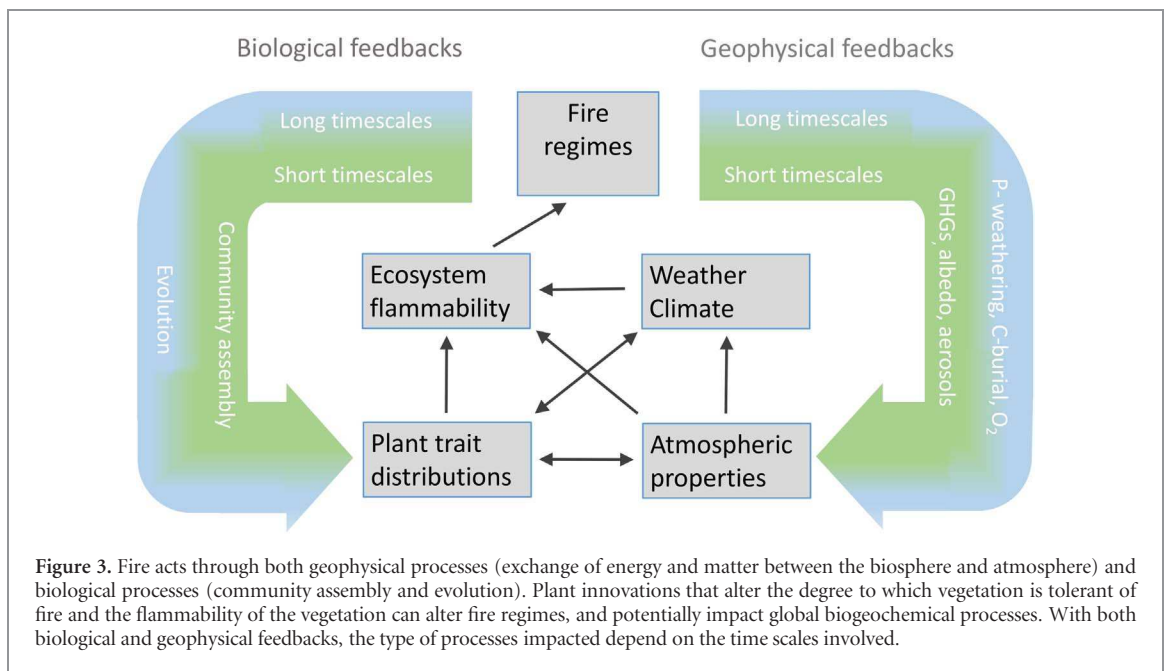 Biological feedbacks
Geophysical feedbacks
Long timescales
Short timescales
Community assembly
Evolution
Fire
regimes
Long timescales
Short timescales
GHGs, albedo, aerosols
P- weathering, C-burial, O₂
Ecosystem
flammability
Weather
Climate
Plant trait
distributions
Atmospheric
properties
Figure 3. Fire acts through both geophysical processes (exchange of energy and matter between the biosphere and atmosphere) and
biological processes (community assembly and evolution). Plant innovations that alter the degree to which vegetation is tolerant of
fire and the flammability of the vegetation can alter fire regimes, and potentially impact global biogeochemical processes. With both
biological and geophysical feedbacks, the type of processes impacted depend on the time scales involved.